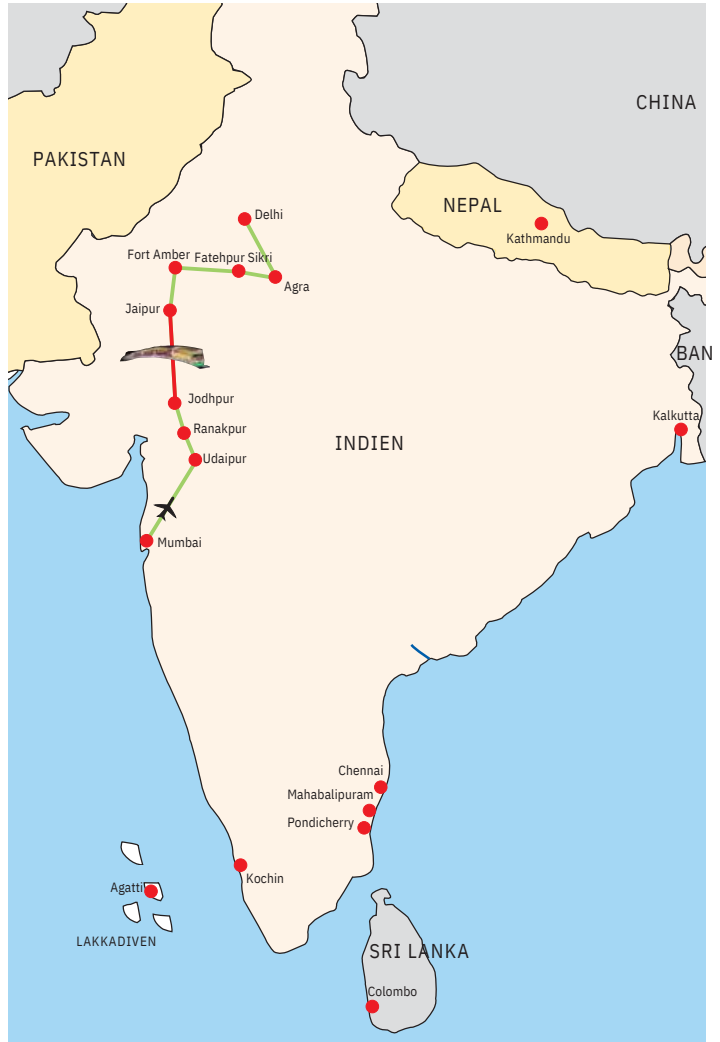 CHINA
PAKISTAN
NEPAL
Delhi
Kathmandu
Fort Amber
Fatehpur Sikri
Agra
Jaipur
BAN
Jodhpur
Kalkutta
Ranakpur
INDIEN
Udaipur
Mumbai
Chennai
Mahabalipuram
Pondicherry
Kochin
Agatti
LAKKADIVEN
SRI LANKA
Colombo